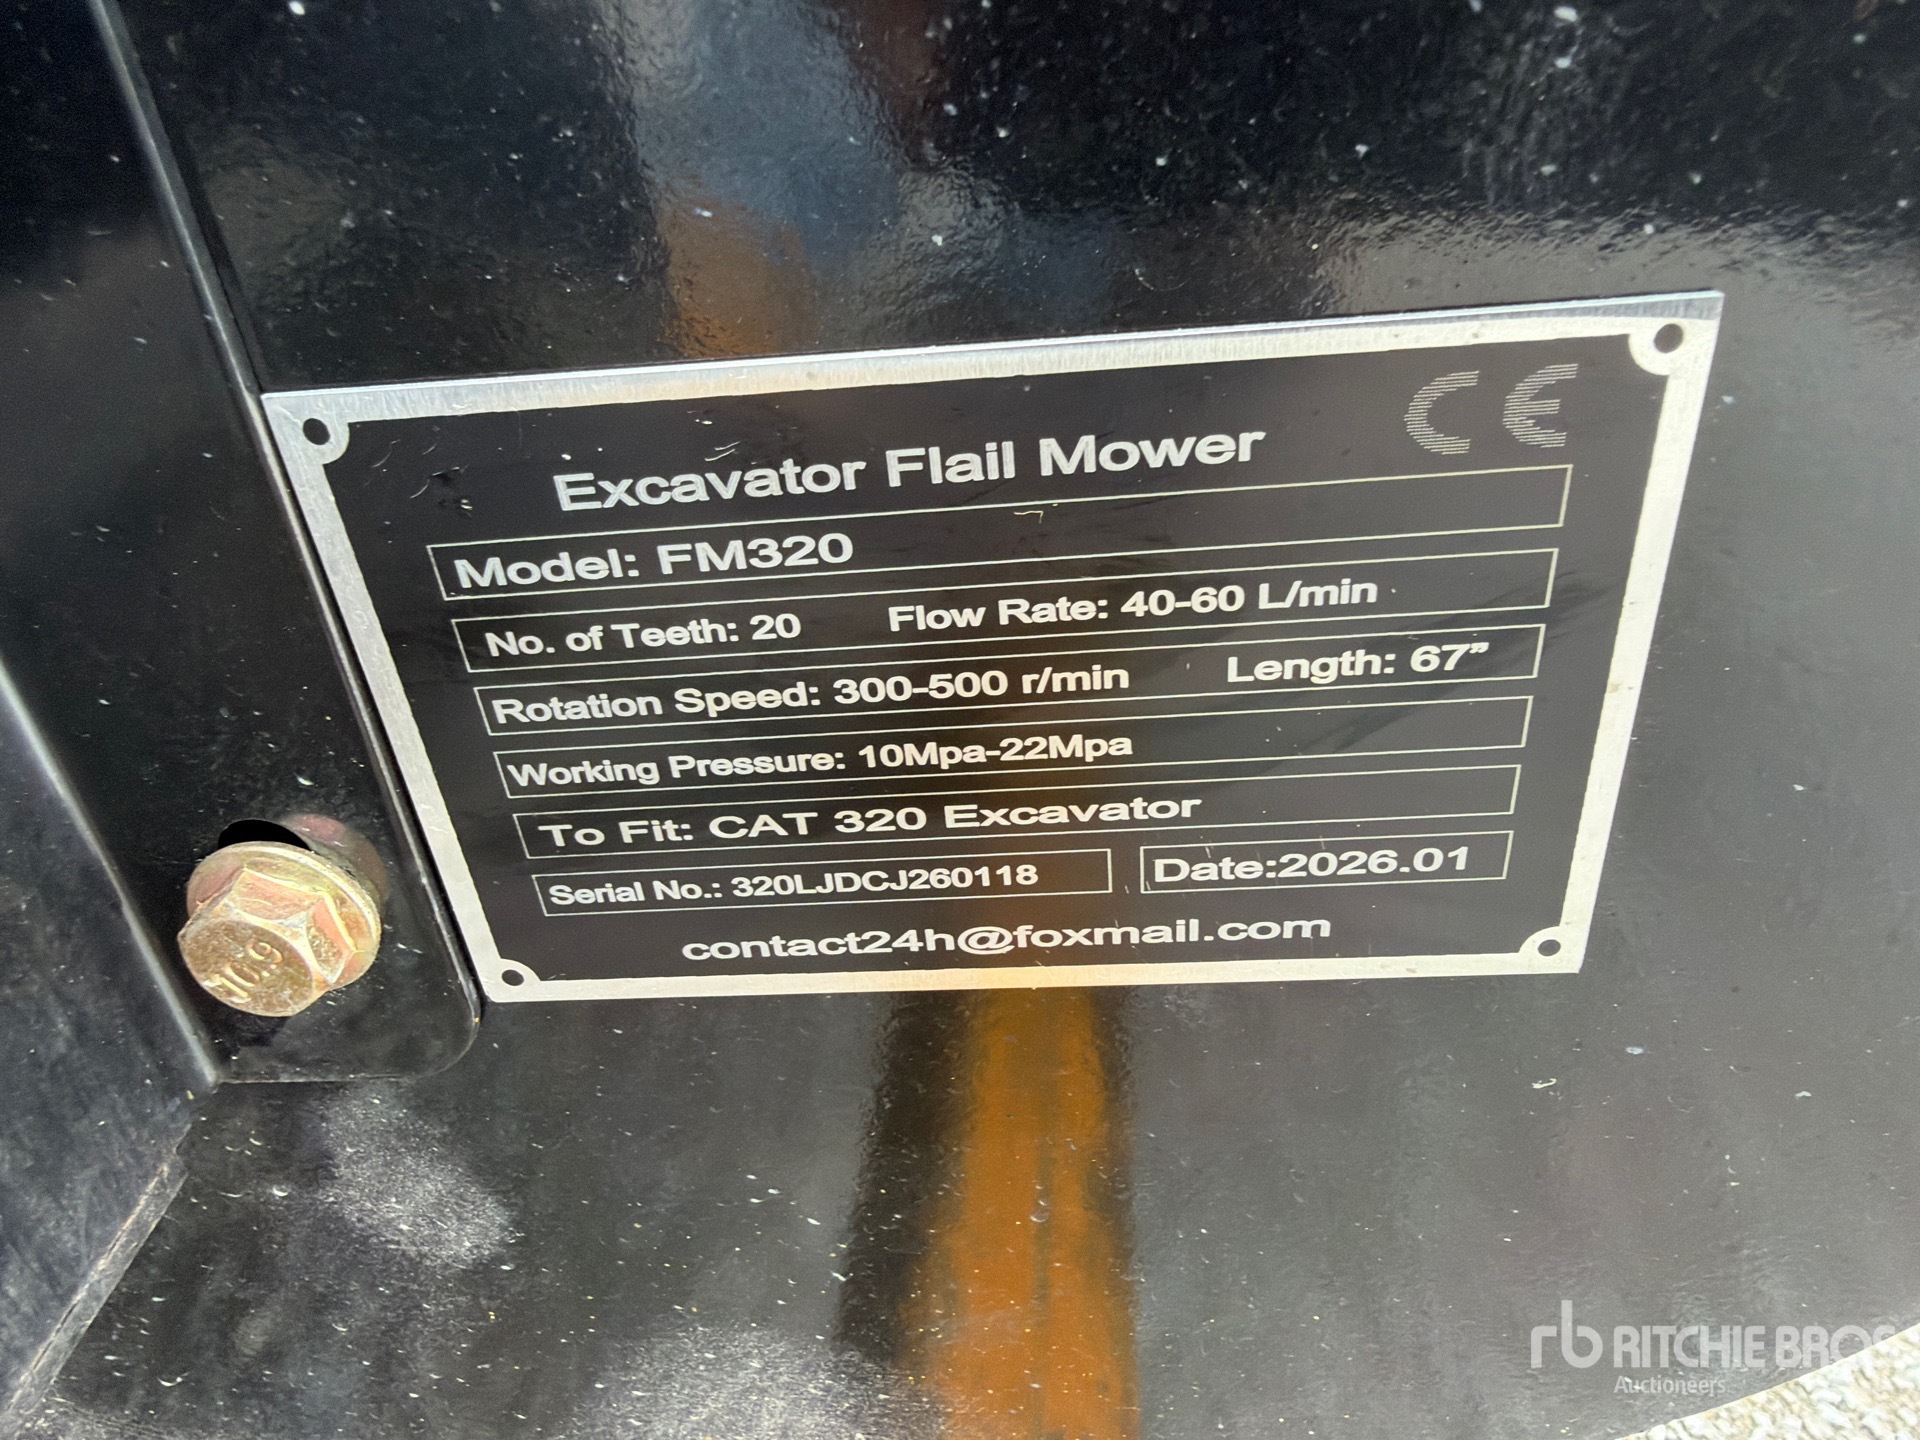 CE
Excavator Flail Mower
Model: FM320
No. of Teeth: 20 Flow Rate: 40-60 L/min
Rotation Speed: 300-500 r/min Length: 67”
Working Pressure: 10Mpa-22Mpa
To Fit: CAT 320 Excavator
Serial No.: 320LJDCJ260118 Date:2026.01
contact24h@foxmail.com
10.9
rb RITCHIE BROS
Auctioneers